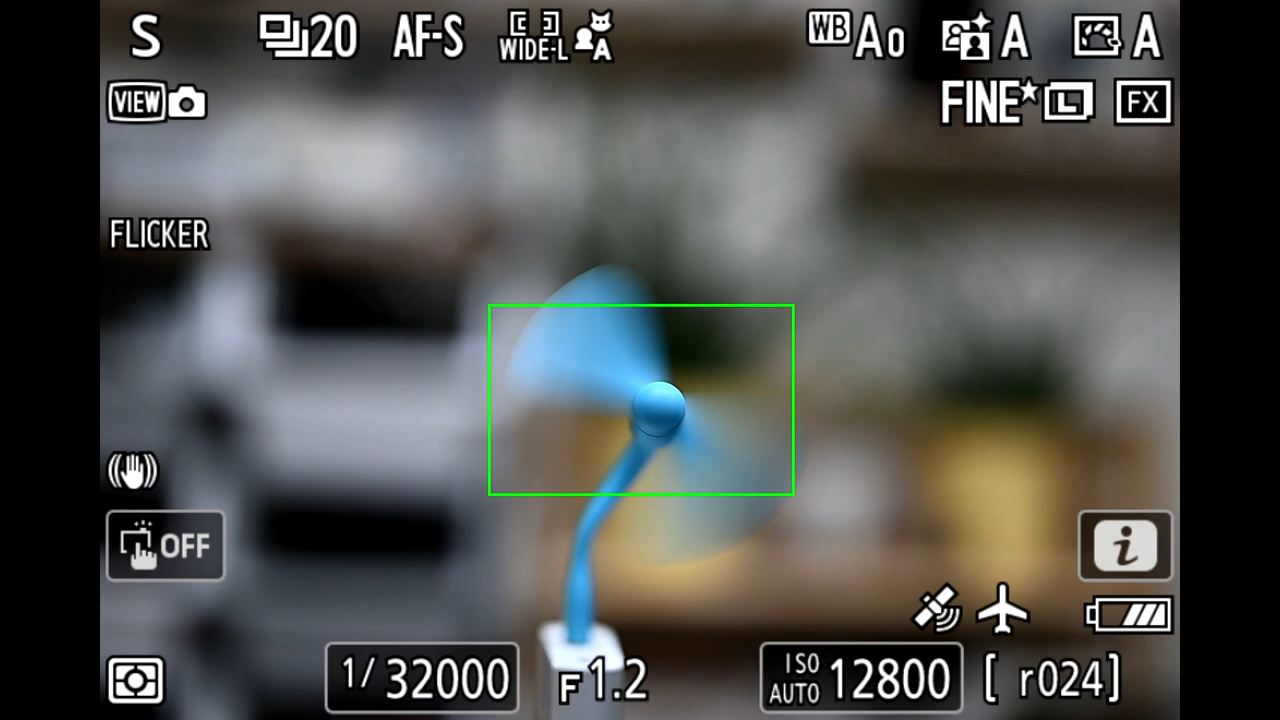 S 20 AF-S WIDE-L A WB A0 A A
VIEW FINE★ L FX
FLICKER
OFF i
1/32000 F1.2 ISO AUTO 12800 [ r024]